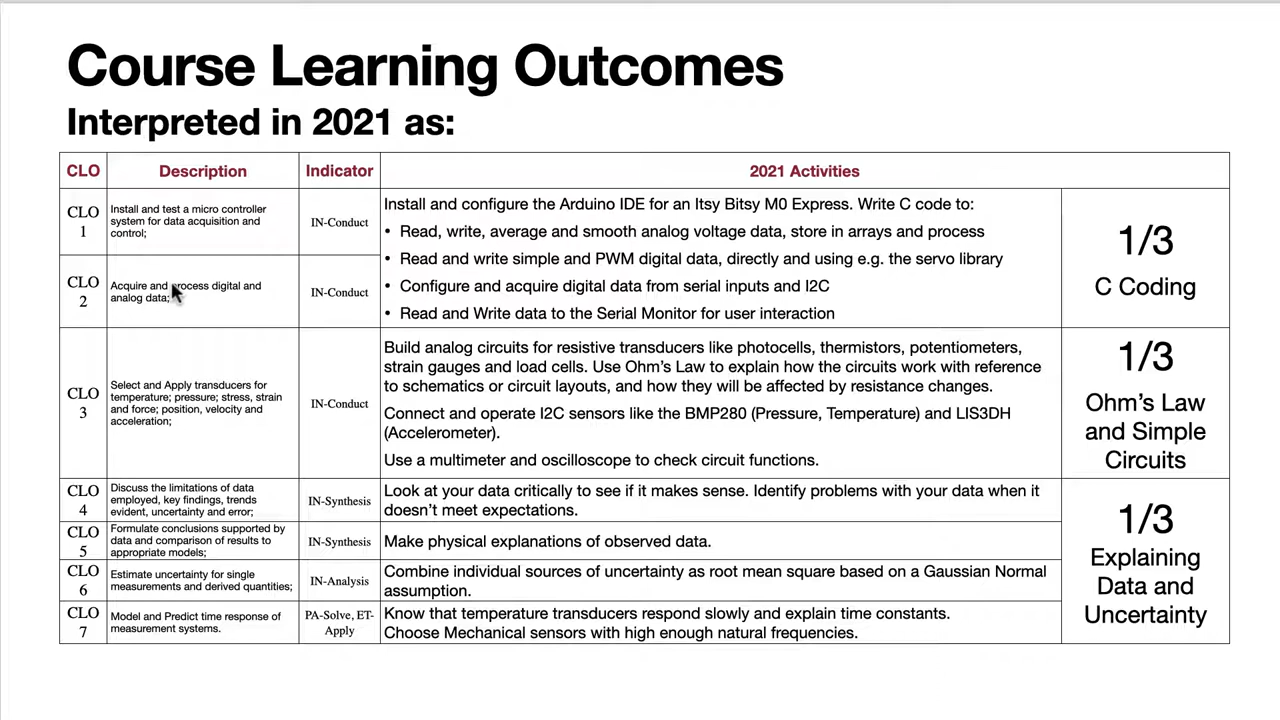 Course Learning Outcomes
Interpreted in 2021 as:
CLO
Description
Indicator
2021 Activities
CLO
1
Install and test a micro controller
system for data acquisition and
control;
IN-Conduct
Install and configure the Arduino IDE for an Itsy Bitsy M0 Express. Write C code to:
• Read, write, average and smooth analog voltage data, store in arrays and process
• Read and write simple and PWM digital data, directly and using e.g. the servo library
• Configure and acquire digital data from serial inputs and I2C
• Read and Write data to the Serial Monitor for user interaction
1/3
C Coding
CLO
2
Acquire and process digital and
analog data;
IN-Conduct
CLO
3
Select and Apply transducers for
temperature; pressure; stress, strain
and force; position, velocity and
acceleration;
IN-Conduct
Build analog circuits for resistive transducers like photocells, thermistors, potentiometers,
strain gauges and load cells. Use Ohm’s Law to explain how the circuits work with reference
to schematics or circuit layouts, and how they will be affected by resistance changes.
Connect and operate I2C sensors like the BMP280 (Pressure, Temperature) and LIS3DH
(Accelerometer).
Use a multimeter and oscilloscope to check circuit functions.
1/3
Ohm’s Law
and Simple
Circuits
CLO
4
Discuss the limitations of data
employed, key findings, trends
evident, uncertainty and error;
IN-Synthesis
Look at your data critically to see if it makes sense. Identify problems with your data when it
doesn’t meet expectations.
1/3
Explaining
Data and
Uncertainty
CLO
5
Formulate conclusions supported by
data and comparison of results to
appropriate models;
IN-Synthesis
Make physical explanations of observed data.
CLO
6
Estimate uncertainty for single
measurements and derived quantities;
IN-Analysis
Combine individual sources of uncertainty as root mean square based on a Gaussian Normal
assumption.
CLO
7
Model and Predict time response of
measurement systems.
PA-Solve, ET-
Apply
Know that temperature transducers respond slowly and explain time constants.
Choose Mechanical sensors with high enough natural frequencies.